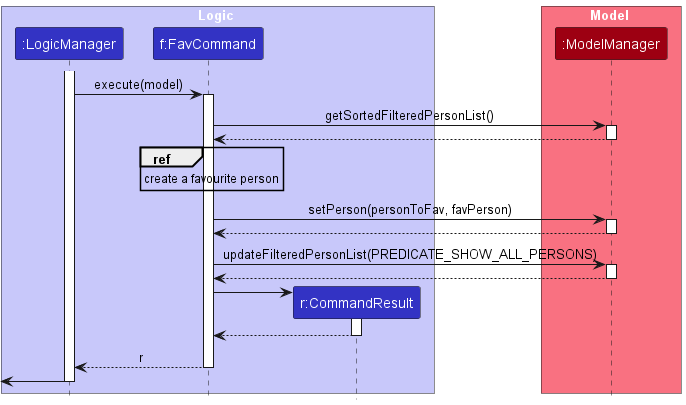 Logic
Model
:LogicManager
f:FavCommand
:ModelManager
execute(model)
getSortedFilteredPersonList()
ref
create a favourite person
setPerson(personToFav, favPerson)
updateFilteredPersonList(PREDICATE_SHOW_ALL_PERSONS)
r:CommandResult
r